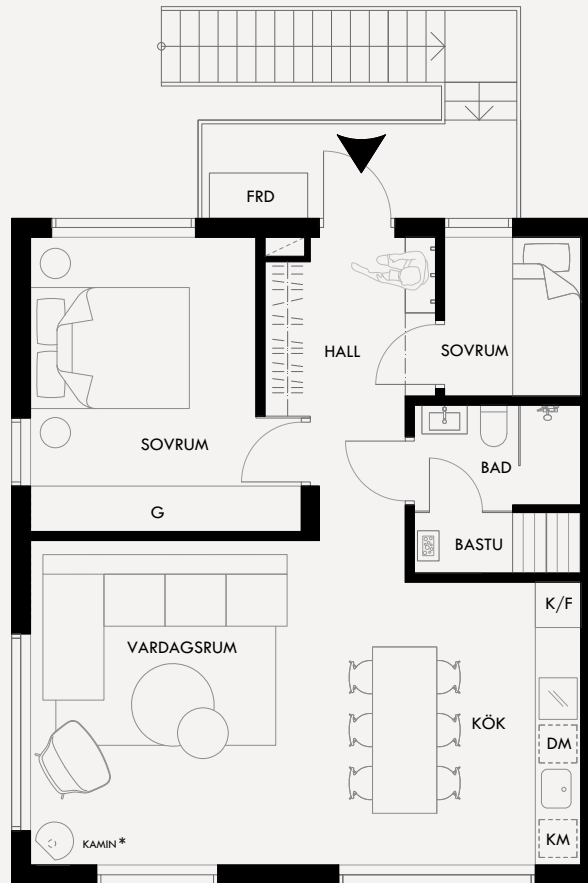 FRD
HALL
SOVRUM
SOVRUM
BAD
G
BASTU
K/F
VARDAGSRUM
KÖK
DM
KAMIN*
KM